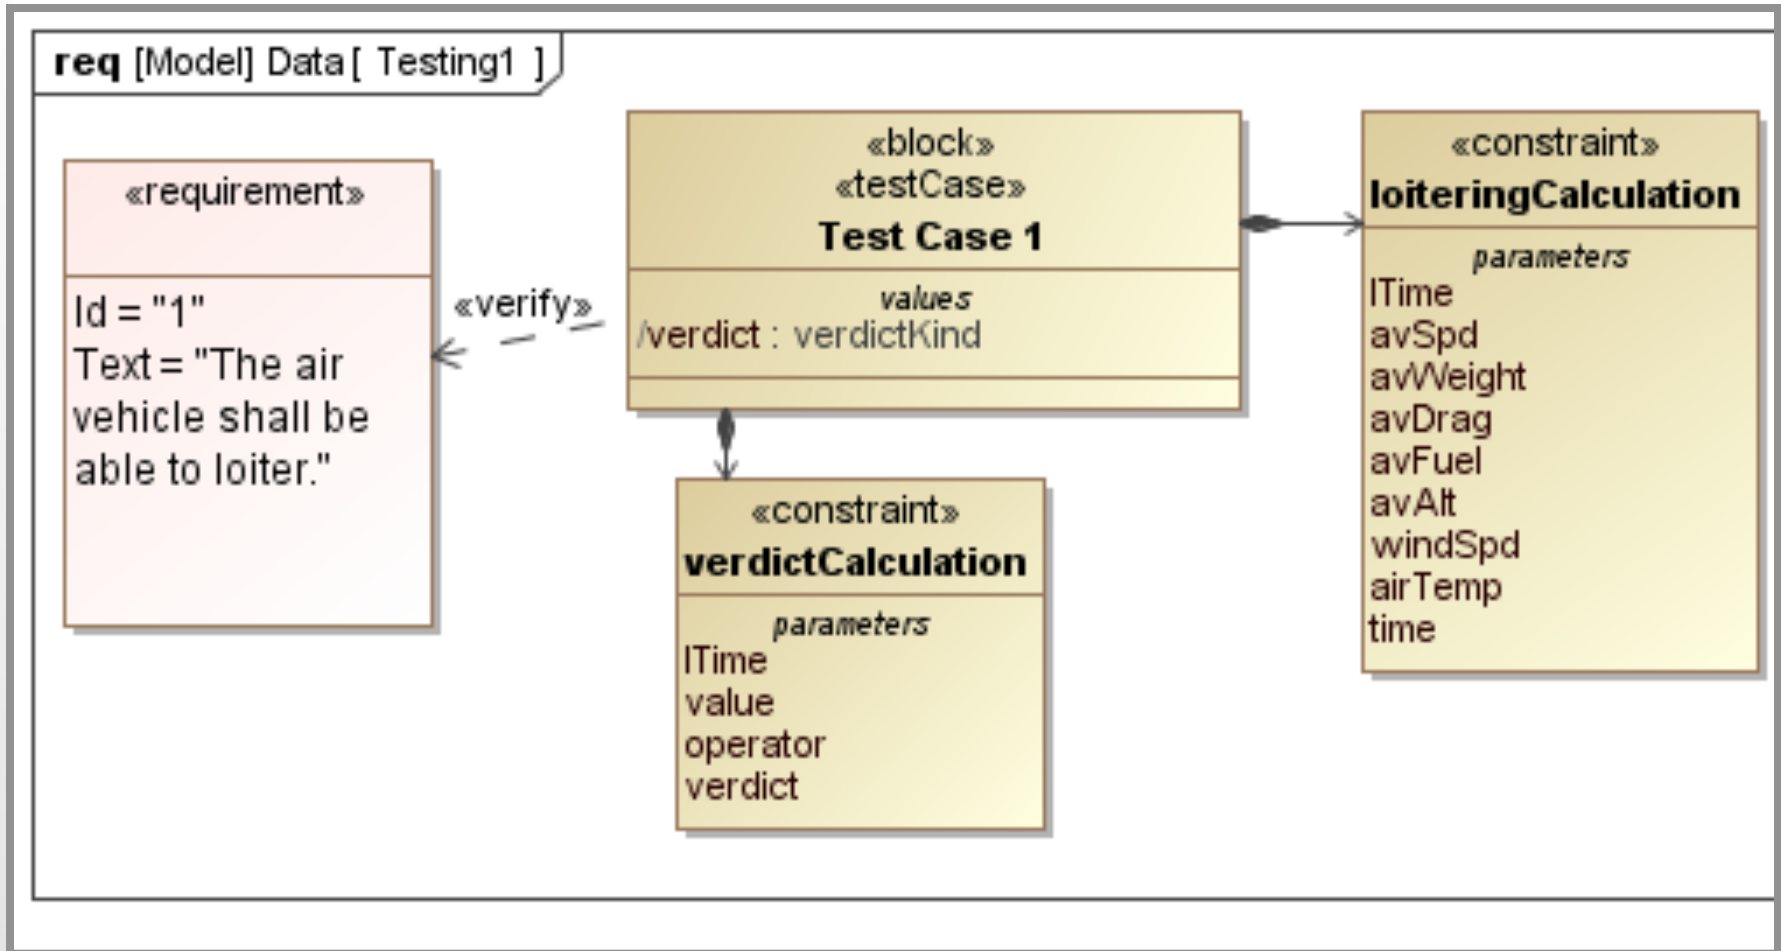 req [Model] Data [ Testing1 ]
«requirement»
Id = "1"
Text = "The air
vehicle shall be
able to loiter."
«verify»
«block»
«testCase»
Test Case 1
values
/verdict : verdictKind
«constraint»
verdictCalculation
parameters
lTime
value
operator
verdict
«constraint»
loiteringCalculation
parameters
lTime
avSpd
avWeight
avDrag
avFuel
avAlt
windSpd
airTemp
time